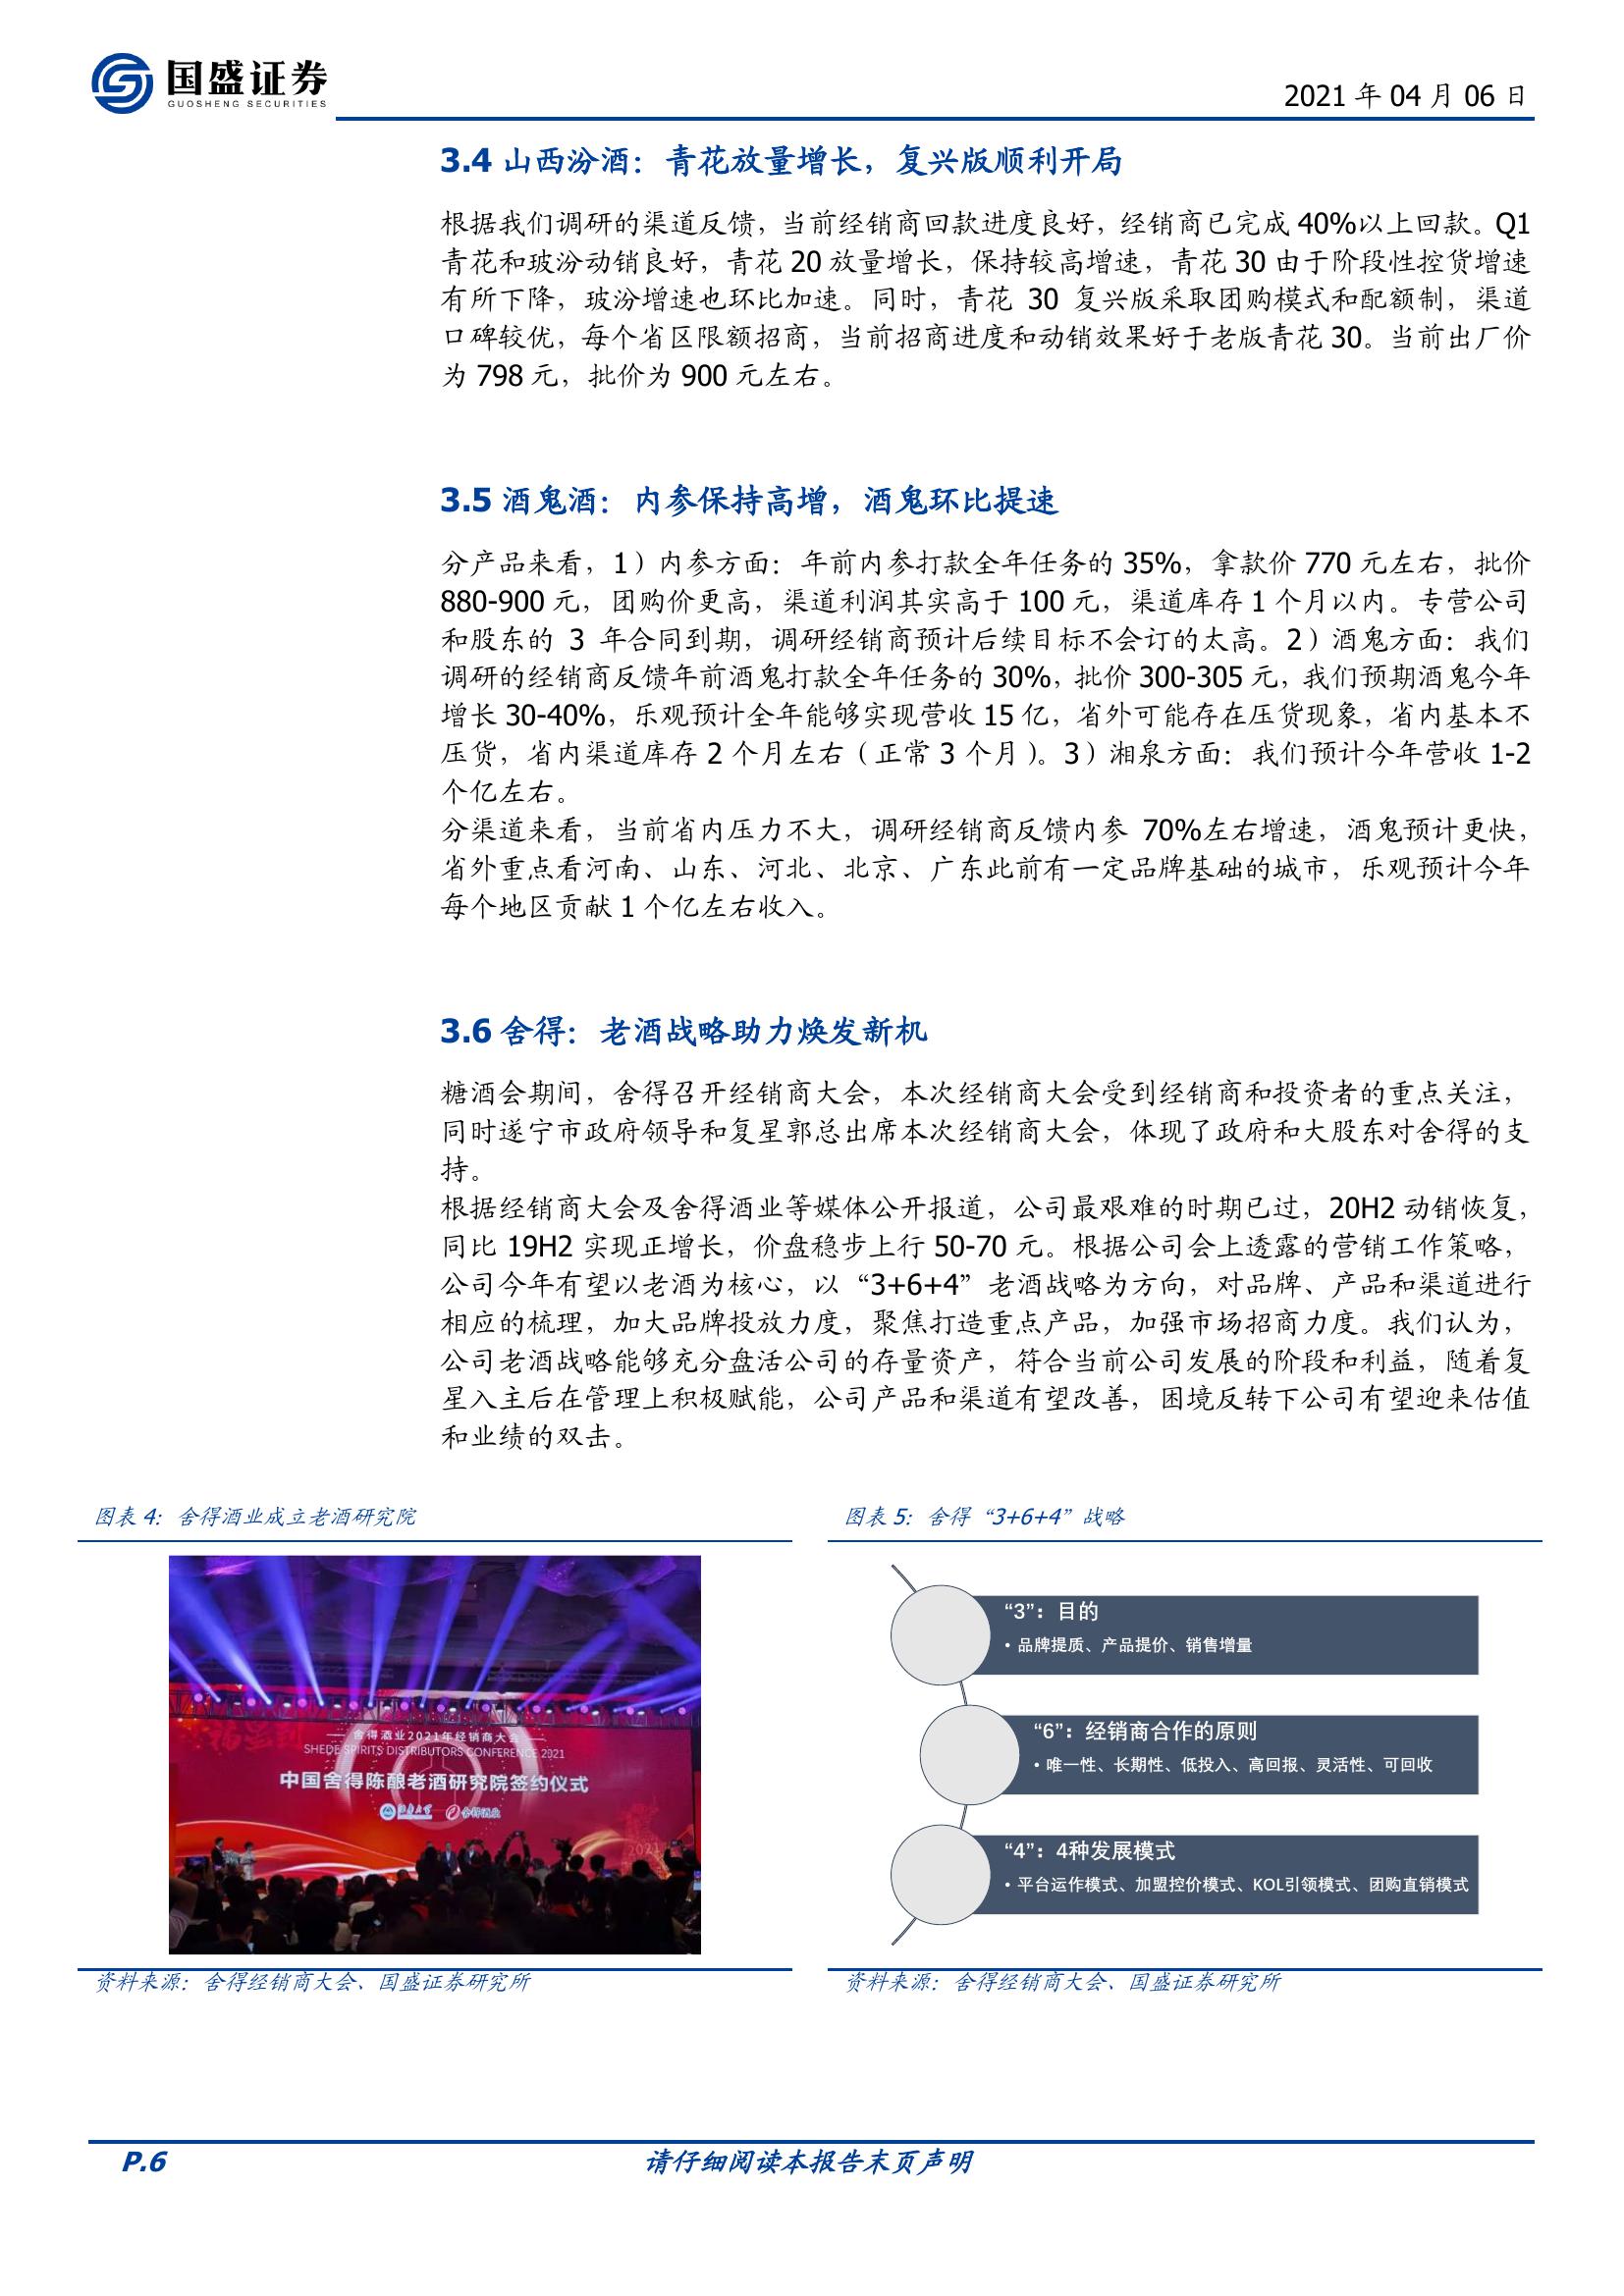 国盛证券
GUOSHENG SECURITIES
2021 年 04 月 06 日
3.4 山西汾酒：青花放量增长，复兴版顺利开局
根据我们调研的渠道反馈，当前经销商回款进度良好，经销商已完成 40%以上回款。Q1
青花和玻汾动销良好，青花 20 放量增长，保持较高增速，青花 30 由于阶段性控货增速
有所下降，玻汾增速也环比加速。同时，青花 30 复兴版采取团购模式和配额制，渠道
口碑较优，每个省区限额招商，当前招商进度和动销效果好于老版青花 30。当前出厂价
为 798 元，批价为 900 元左右。
3.5 酒鬼酒：内参保持高增，酒鬼环比提速
分产品来看，1）内参方面：年前内参打款全年任务的 35%，拿款价 770 元左右，批价
880-900 元，团购价更高，渠道利润其实高于 100 元，渠道库存 1 个月以内。专营公司
和股东的 3 年合同到期，调研经销商预计后续目标不会订的太高。2）酒鬼方面：我们
调研的经销商反馈年前酒鬼打款全年任务的 30%，批价 300-305 元，我们预期酒鬼今年
增长 30-40%，乐观预计全年能够实现营收 15 亿，省外可能存在压货现象，省内基本不
压货，省内渠道库存 2 个月左右（正常 3 个月）。3）湘泉方面：我们预计今年营收 1-2
个亿左右。
分渠道来看，当前省内压力不大，调研经销商反馈内参 70%左右增速，酒鬼预计更快，
省外重点看河南、山东、河北、北京、广东此前有一定品牌基础的城市，乐观预计今年
每个地区贡献 1 个亿左右收入。
3.6 舍得：老酒战略助力焕发新机
糖酒会期间，舍得召开经销商大会，本次经销商大会受到经销商和投资者的重点关注，
同时遂宁市政府领导和复星郭总出席本次经销商大会，体现了政府和大股东对舍得的支
持。
根据经销商大会及舍得酒业等媒体公开报道，公司最艰难的时期已过，20H2 动销恢复，
同比 19H2 实现正增长，价盘稳步上行 50-70 元。根据公司会上透露的营销工作策略，
公司今年有望以老酒为核心，以“3+6+4”老酒战略为方向，对品牌、产品和渠道进行
相应的梳理，加大品牌投放力度，聚焦打造重点产品，加强市场招商力度。我们认为，
公司老酒战略能够充分盘活公司的存量资产，符合当前公司发展的阶段和利益，随着复
星入主后在管理上积极赋能，公司产品和渠道有望改善，困境反转下公司有望迎来估值
和业绩的双击。
图表 4：舍得酒业成立老酒研究院
舍得酒业2021年经销商大会
SHEDE SPIRITS DISTRIBUTORS CONFERENCE 2021
中国舍得陈酿老酒研究院签约仪式
舍得酒业
2021
资料来源：舍得经销商大会、国盛证券研究所
图表 5：舍得“3+6+4”战略
“3”：目的
• 品牌提质、产品提价、销售增量
“6”：经销商合作的原则
• 唯一性、长期性、低投入、高回报、灵活性、可回收
“4”：4种发展模式
• 平台运作模式、加盟控价模式、KOL引领模式、团购直销模式
资料来源：舍得经销商大会、国盛证券研究所
P.6
请仔细阅读本报告末页声明